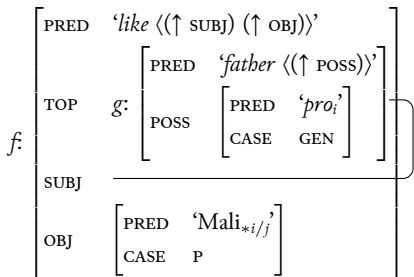 PRED ‘like ⟨(↑ SUBJ) (↑ OBJ)⟩’
PRED ‘father ⟨(↑ POSS)⟩’
TOP g: PRED ‘proᵢ’
POSS
CASE GEN
f:
SUBJ
PRED ‘Mali∗i/j’
OBJ
CASE P